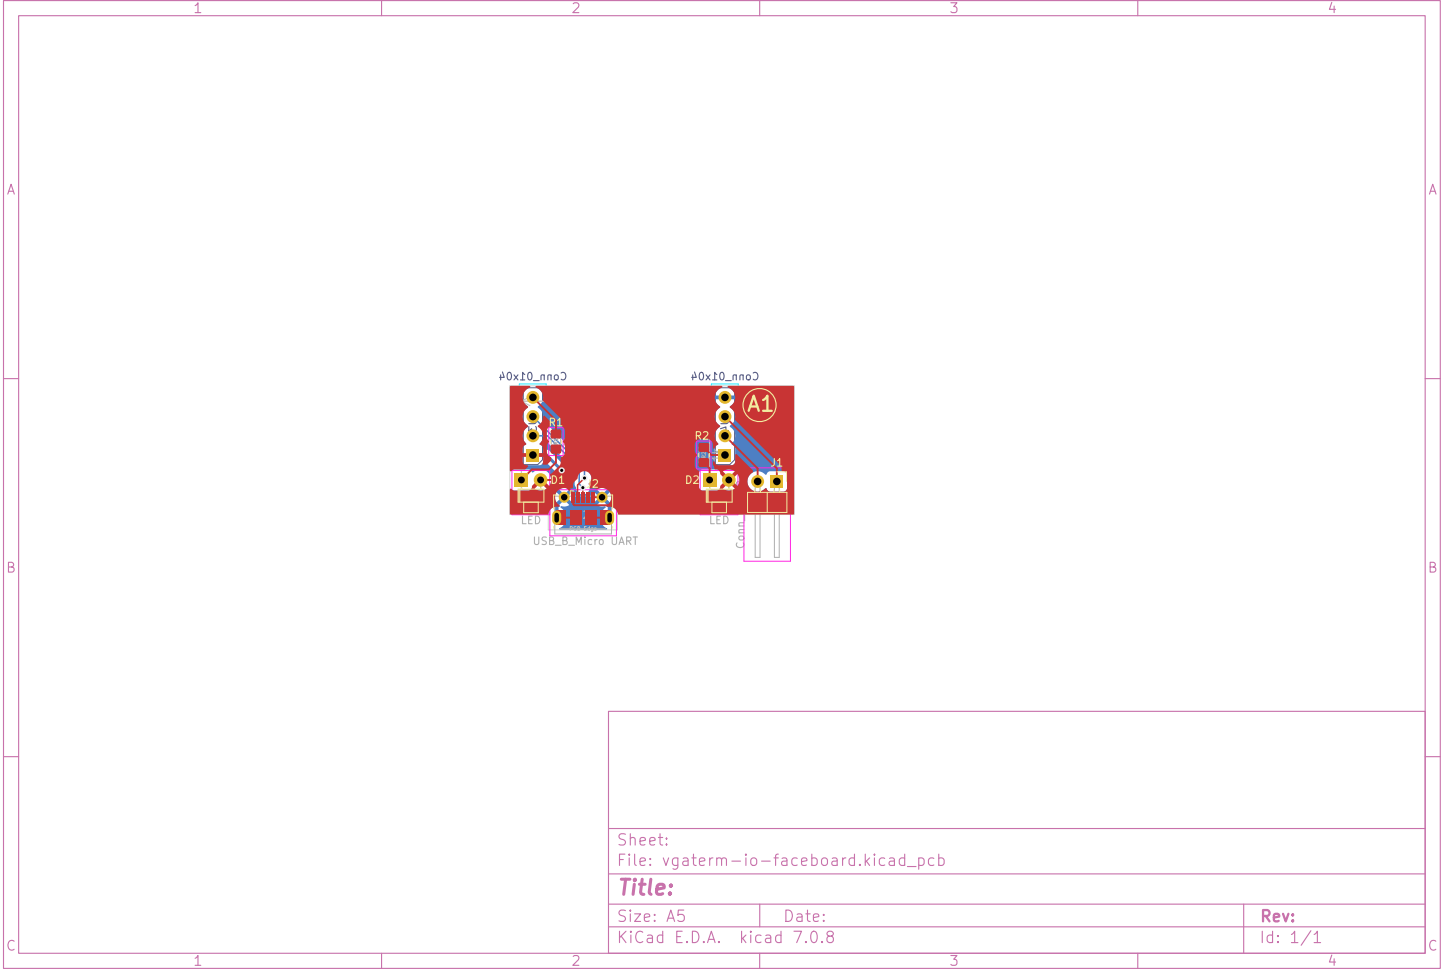 1 2 3 4
A A
Conn_01x04 Conn_01x04
A1
R1 R2
J1
D1 2 D2
LED LED
Conn
USB_B_Micro UART
B B
Sheet:
File: vgaterm-io-faceboard.kicad_pcb
Title:
Size: A5 Date: Rev:
KiCad E.D.A. kicad 7.0.8 Id: 1/1
C C
1 2 3 4